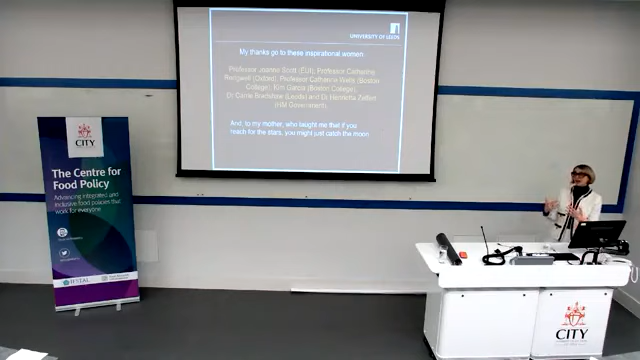 UNIVERSITY OF LEEDS
My thanks go to these inspirational women:
Professor Joanne Scott (EUI), Professor Catherine
Redgwell (Oxford), Professor Catherine Wells (Boston
College), Kim Garcia (Boston College),
Dr Carrie Bradshaw (Leeds) and Dr Henrietta Zeffert
(HM Government).
And, to my mother, who taught me that if you
reach for the stars, you might just catch the moon.
CITY
The Centre for
Food Policy
Advancing integrated and
inclusive food policies that
work for everyone
IFSTAL
CITY